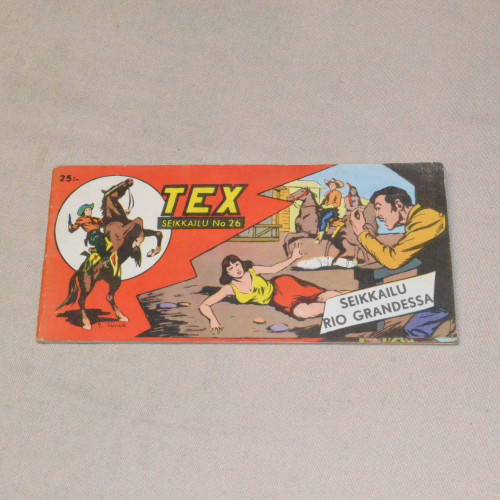 25:-
TEX
SEIKKAILU No 26
SEIKKAILU
RIO GRANDESSA